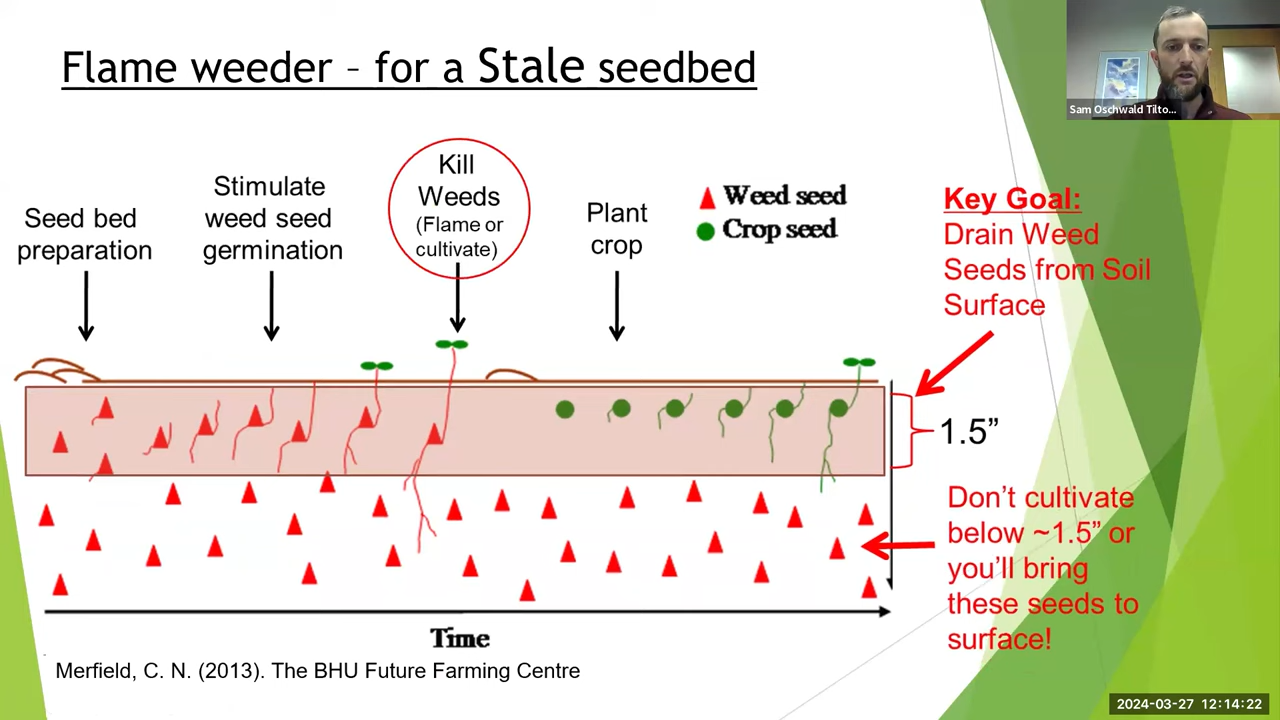 Flame weeder – for a Stale seedbed
Sam Oschwald Tilto...
Seed bed
preparation
Stimulate
weed seed
germination
Kill
Weeds
(Flame or
cultivate)
Plant
crop
Weed seed
Crop seed
Key Goal:
Drain Weed
Seeds from Soil
Surface
1.5”
Don’t cultivate
below ~1.5” or
you’ll bring
these seeds to
surface!
Time
Merfield, C. N. (2013). The BHU Future Farming Centre
2024-03-27 12:14:22